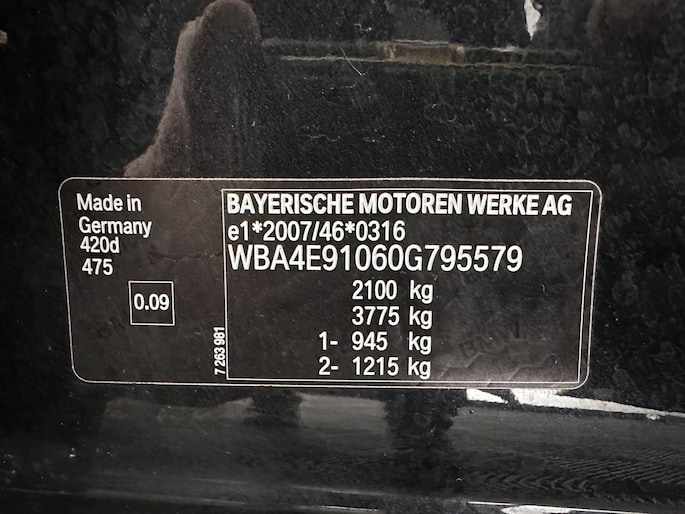 Made in
Germany
420d
475
0.09
7 263 981
BAYERISCHE MOTOREN WERKE AG
e1*2007/46*0316
WBA4E91060G795579
2100 kg
3775 kg
1- 945 kg
2- 1215 kg